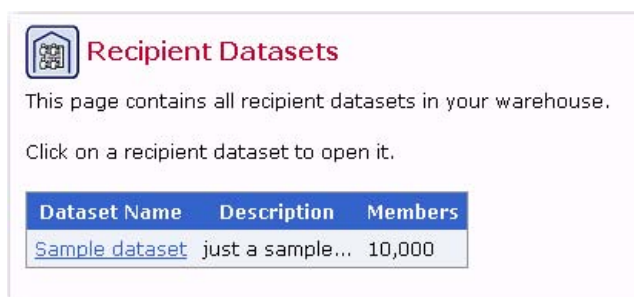 Recipient Datasets
This page contains all recipient datasets in your warehouse.
Click on a recipient dataset to open it.
Dataset Name Description Members
Sample dataset just a sample... 10,000